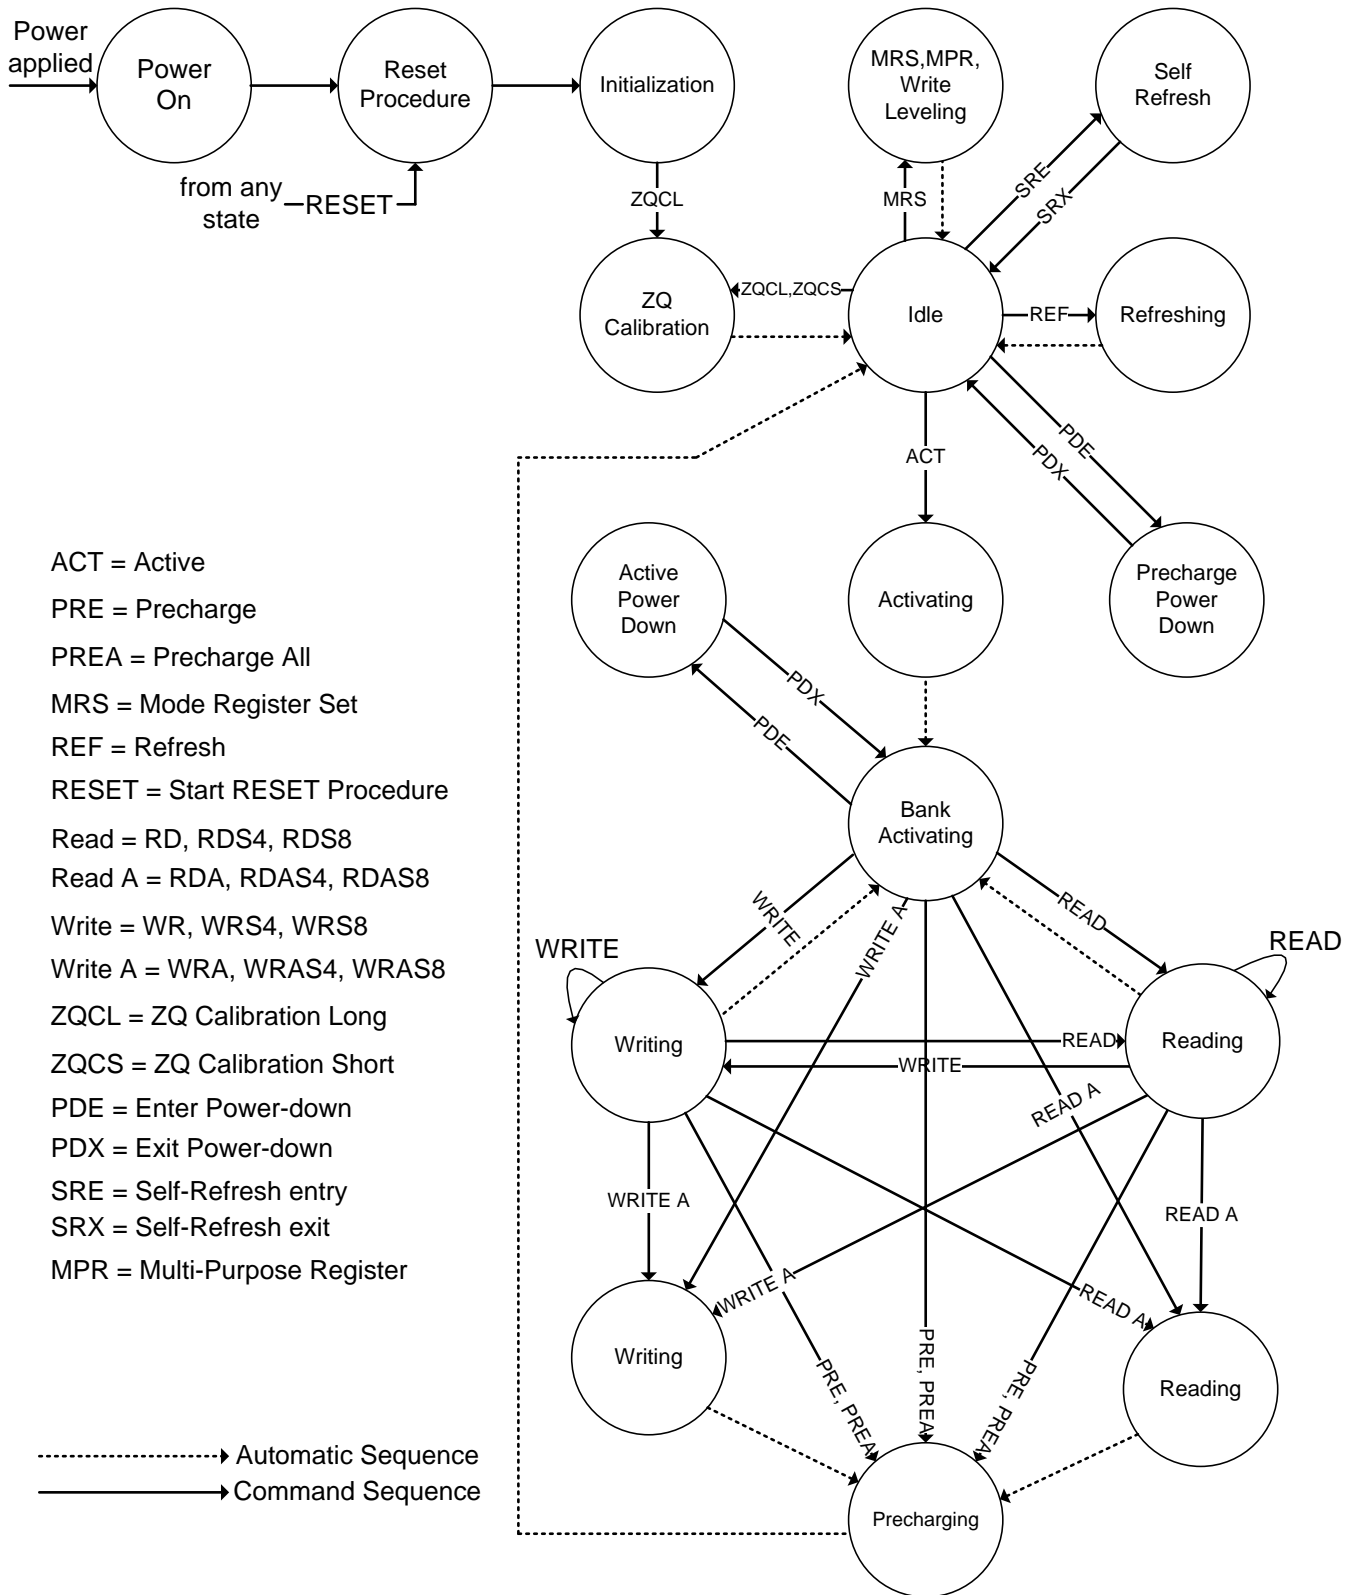 Power
applied
Power
On
Reset
Procedure
Initialization
MRS,MPR,
Write
Leveling
Self
Refresh
from any
state
RESET
ZQCL
MRS
SRE
SRX
ZQ
Calibration
ZQCL,ZQCS
Idle
REF
Refreshing
ACT
PDE
PDX
Active
Power
Down
Activating
Precharge
Power
Down
PDX
PDE
Bank
Activating
ACT = Active
PRE = Precharge
PREA = Precharge All
MRS = Mode Register Set
REF = Refresh
RESET = Start RESET Procedure
Read = RD, RDS4, RDS8
Read A = RDA, RDAS4, RDAS8
Write = WR, WRS4, WRS8
Write A = WRA, WRAS4, WRAS8
ZQCL = ZQ Calibration Long
ZQCS = ZQ Calibration Short
PDE = Enter Power-down
PDX = Exit Power-down
SRE = Self-Refresh entry
SRX = Self-Refresh exit
MPR = Multi-Purpose Register
WRITE
WRITE
WRITE A
READ
READ
Writing
READ
WRITE
Reading
READ A
WRITE A
READ A
WRITE A
READ A
Writing
PRE, PREA
PRE, PREA
PRE, PREA
Reading
Automatic Sequence
Command Sequence
Precharging